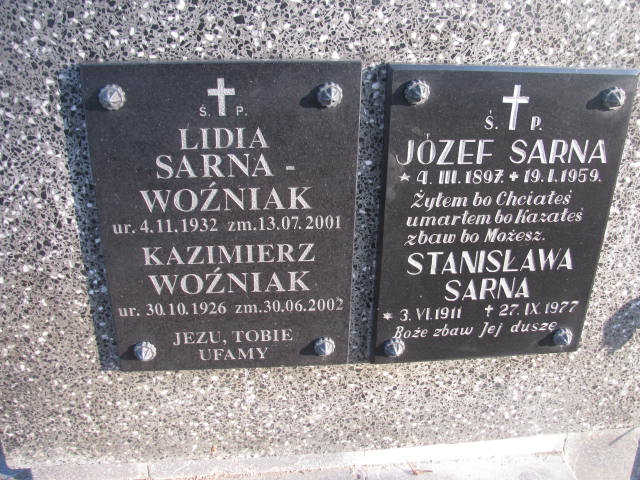 Ś. P.
LIDIA
SARNA -
WOŹNIAK
ur. 4.11.1932 zm.13.07.2001
KAZIMIERZ
WOŹNIAK
ur. 30.10.1926 zm.30.06.2002
JEZU, TOBIE
UFAMY
Ś. P.
JÓZEF SARNA
* 4. III. 1897. + 19. I. 1959.
Żyłem bo Chciałeś
umarłem bo Kazałeś
zbaw bo Możesz.
STANISŁAWA
SARNA
* 3. VI. 1911 + 27. IX. 1977
Boże zbaw Jej duszę